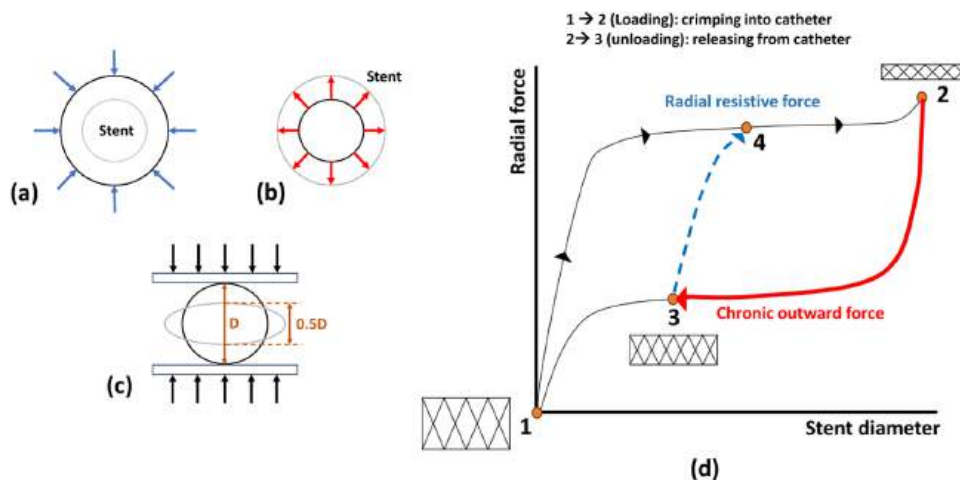 1 → 2 (Loading): crimping into catheter
2→ 3 (unloading): releasing from catheter
Stent
(a)
Stent
(b)
D
0.5D
(c)
Radial force
Radial resistive force
2
4
3
Chronic outward force
1
Stent diameter
(d)